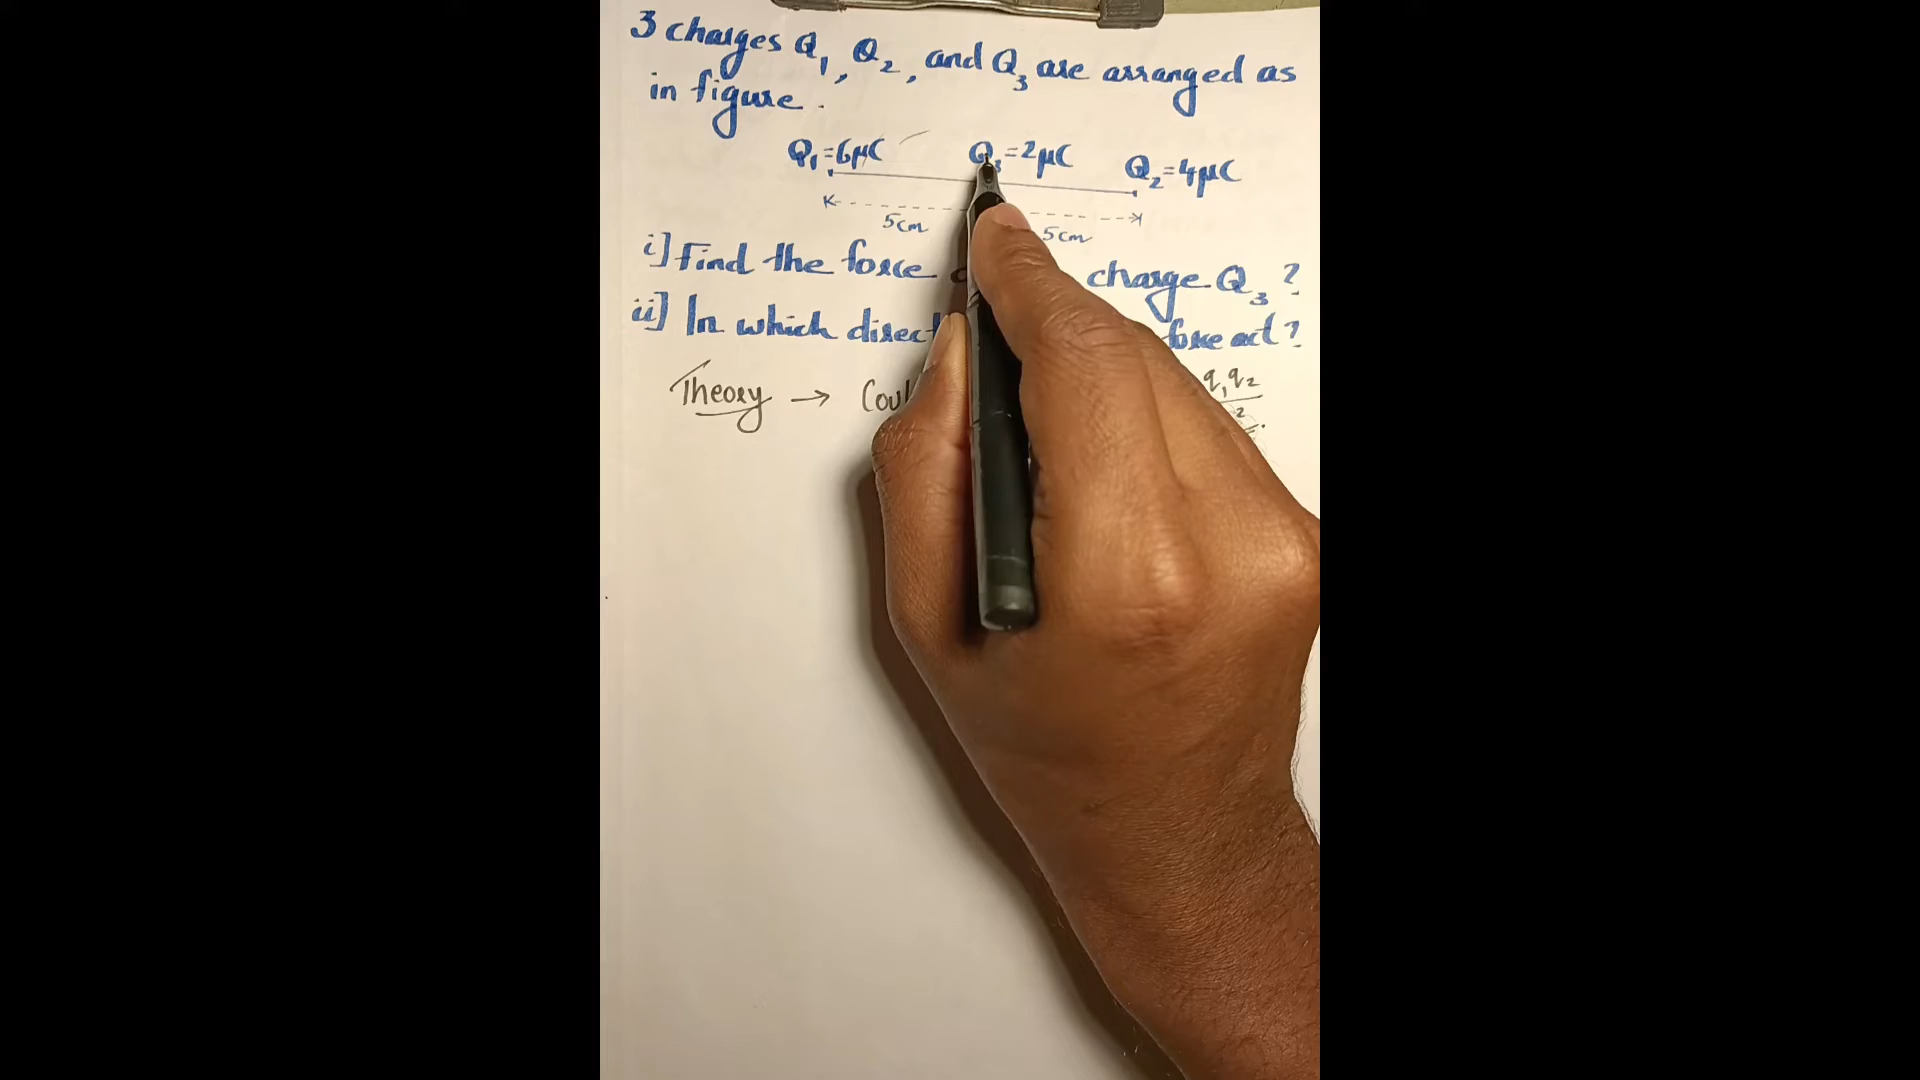 3 charges Q₁, Q₂, and Q₃ are arranged as
in figure.
Q₁=6μC Q₃=2μC Q₂=4μC
5cm 5cm
i] Find the force charge Q₃?
ii] In which direct force act?
Theory → Coul q₁q₂